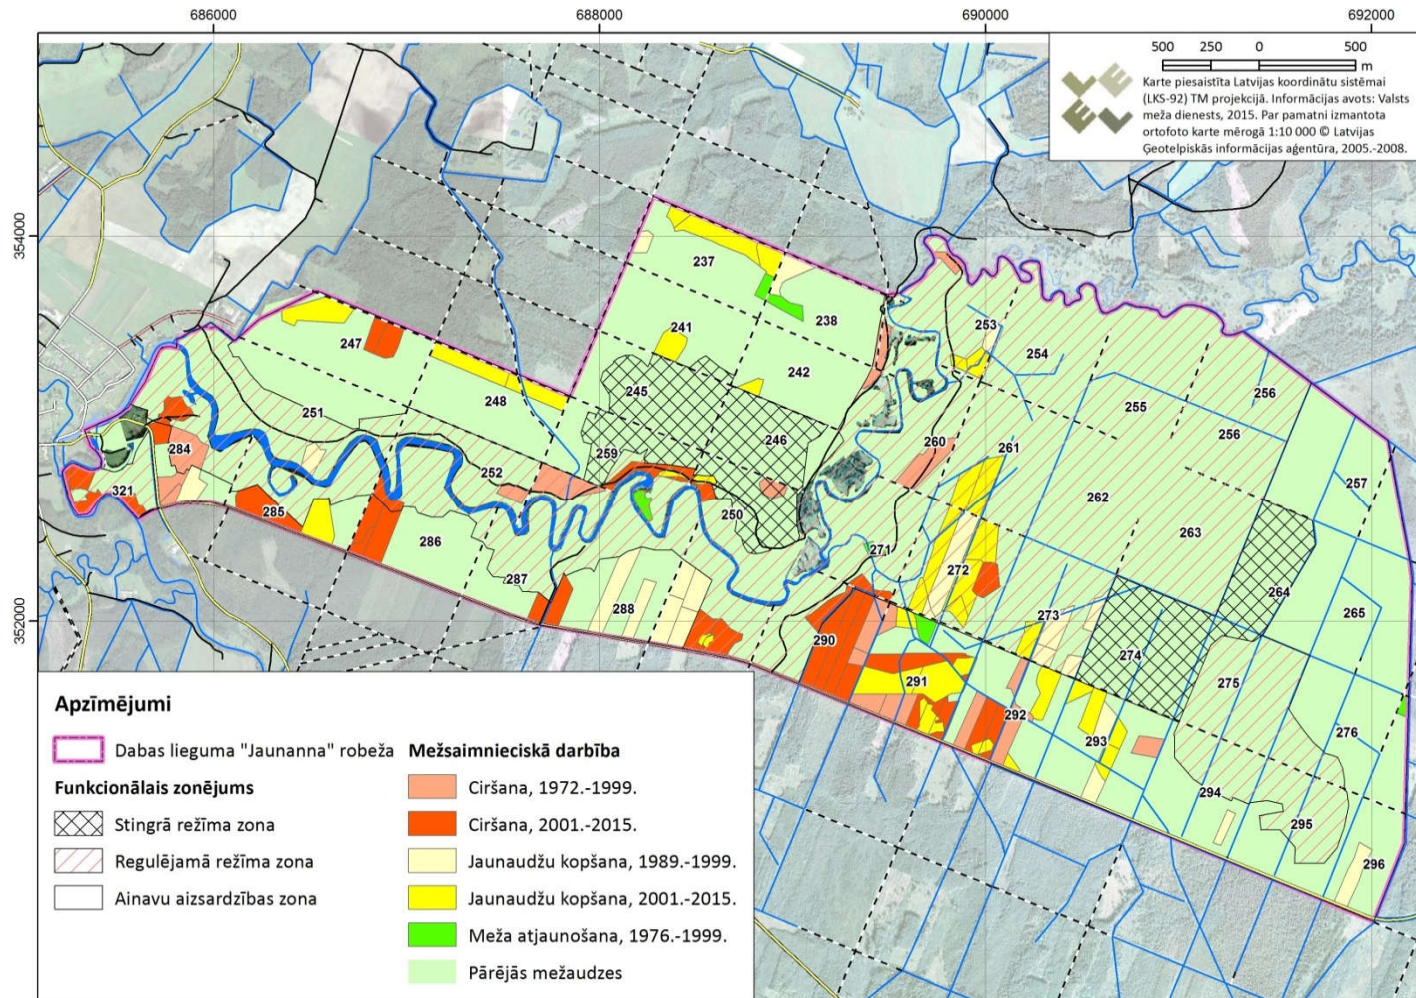 686000
688000
690000
692000
500 250 0 500
m
Karte piesaistīta Latvijas koordinātu sistēmai
(LKS-92) TM projekcijā. Informācijas avots: Valsts
meža dienests, 2015. Par pamatni izmantota
ortofoto karte mērogā 1:10 000 © Latvijas
Ģeotelpiskās informācijas aģentūra, 2005.-2008.
354000
352000
237
238
241
242
247
248
245
246
251
252
259
250
253
254
255
256
256
257
260
261
262
263
264
265
284
321
285
286
287
288
271
272
273
274
275
276
290
291
292
293
294
295
296
Apzīmējumi
Dabas lieguma "Jaunanna" robeža
Funkcionālais zonējums
Stingrā režīma zona
Regulējamā režīma zona
Ainavu aizsardzības zona
Mežsaimnieciskā darbība
Ciršana, 1972.-1999.
Ciršana, 2001.-2015.
Jaunaudžu kopšana, 1989.-1999.
Jaunaudžu kopšana, 2001.-2015.
Meža atjaunošana, 1976.-1999.
Pārējās mežaudzes